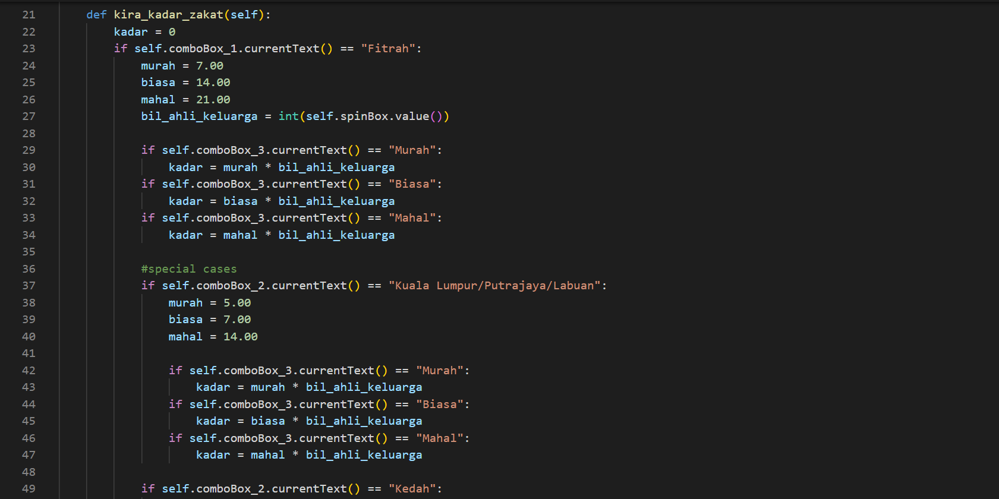 21 def kira_kadar_zakat(self):
22 kadar = 0
23 if self.comboBox_1.currentText() == "Fitrah":
24 murah = 7.00
25 biasa = 14.00
26 mahal = 21.00
27 bil_ahli_keluarga = int(self.spinBox.value())
28
29 if self.comboBox_3.currentText() == "Murah":
30 kadar = murah * bil_ahli_keluarga
31 if self.comboBox_3.currentText() == "Biasa":
32 kadar = biasa * bil_ahli_keluarga
33 if self.comboBox_3.currentText() == "Mahal":
34 kadar = mahal * bil_ahli_keluarga
35
36 #special cases
37 if self.comboBox_2.currentText() == "Kuala Lumpur/Putrajaya/Labuan":
38 murah = 5.00
39 biasa = 7.00
40 mahal = 14.00
41
42 if self.comboBox_3.currentText() == "Murah":
43 kadar = murah * bil_ahli_keluarga
44 if self.comboBox_3.currentText() == "Biasa":
45 kadar = biasa * bil_ahli_keluarga
46 if self.comboBox_3.currentText() == "Mahal":
47 kadar = mahal * bil_ahli_keluarga
48
49 if self.comboBox_2.currentText() == "Kedah":